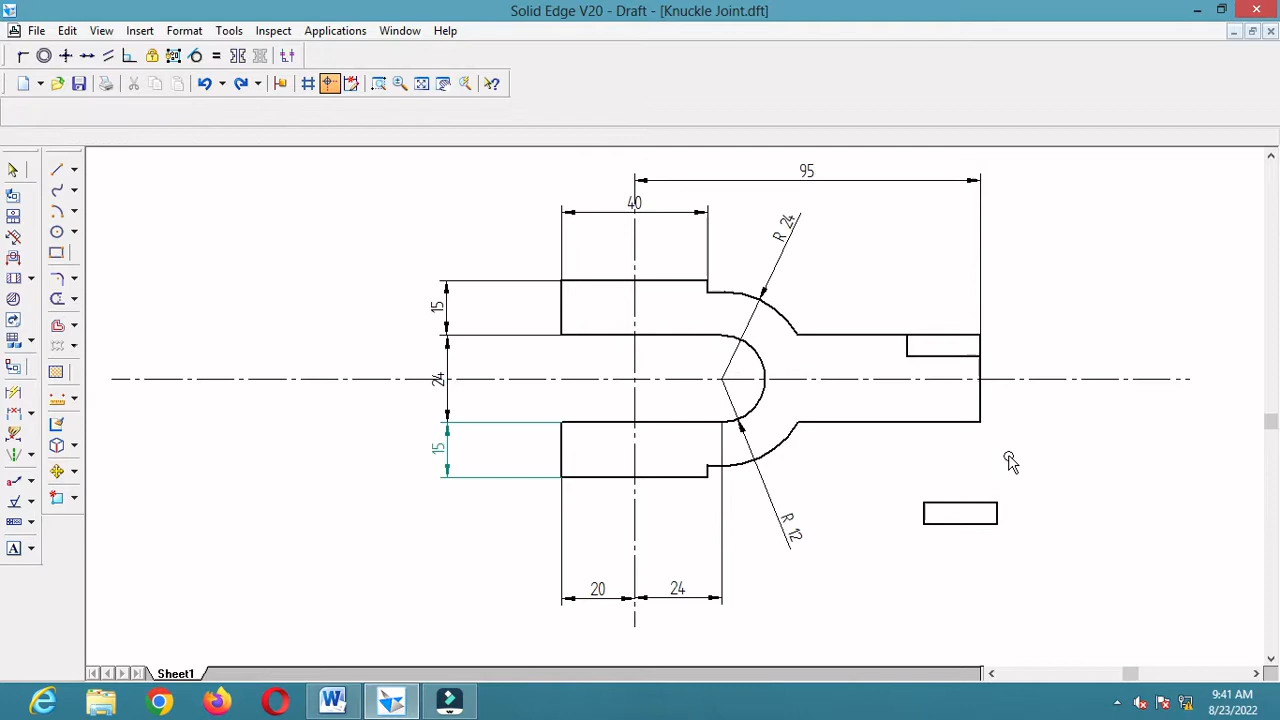 Solid Edge V20 - Draft - [Knuckle Joint.dft]
File Edit View Insert Format Tools Inspect Applications Window Help
95
40
R 24
15
24
15
R 12
20
24
A
Sheet1
9:41 AM
8/23/2022